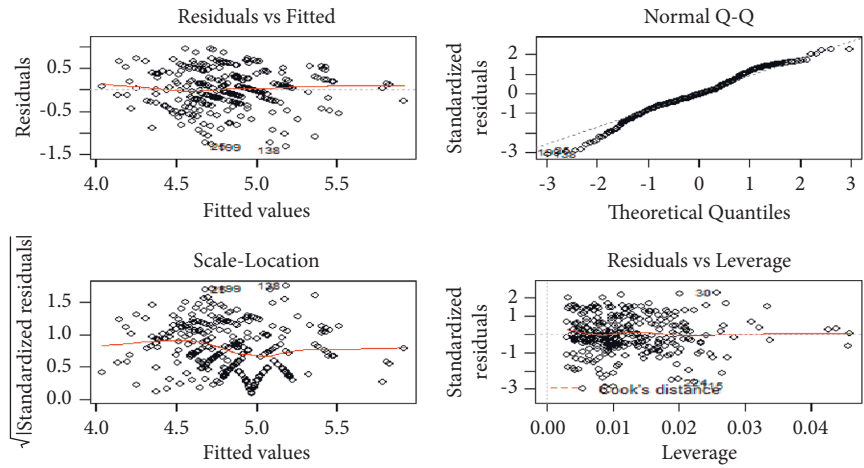 Residuals vs Fitted
Residuals
0.5
-0.5
-1.5
4.0 4.5 5.0 5.5
Fitted values
138
Normal Q-Q
Standardized
residuals
2
1
0
-1
-3
-3 -2 -1 0 1 2 3
Theoretical Quantiles
Scale-Location
√|Standardized residuals|
1.5
1.0
0.5
0.0
138
4.0 4.5 5.0 5.5
Fitted values
Residuals vs Leverage
Standardized
residuals
2
1
-1
-3
30
Cook's distance
0.00 0.01 0.02 0.03 0.04
Leverage